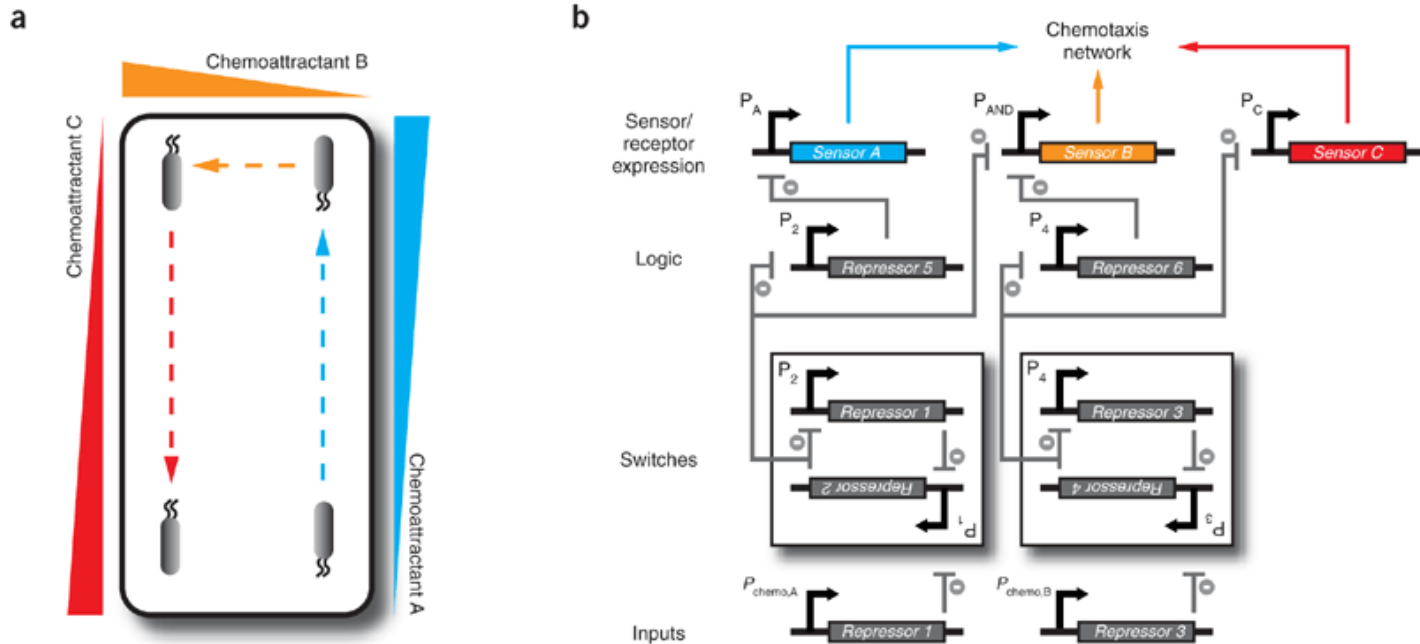 a
Chemoattractant B
Chemoattractant C
Chemoattractant A
b
Chemotaxis
network
Sensor/
receptor
expression
P_A
Sensor A
P_AND
Sensor B
P_C
Sensor C
Logic
P_2
Repressor 5
P_4
Repressor 6
Switches
P_2
Repressor 1
Repressor 2
P_1
P_4
Repressor 3
Repressor 4
P_3
Inputs
P_chemo,A
Repressor 1
P_chemo,B
Repressor 3